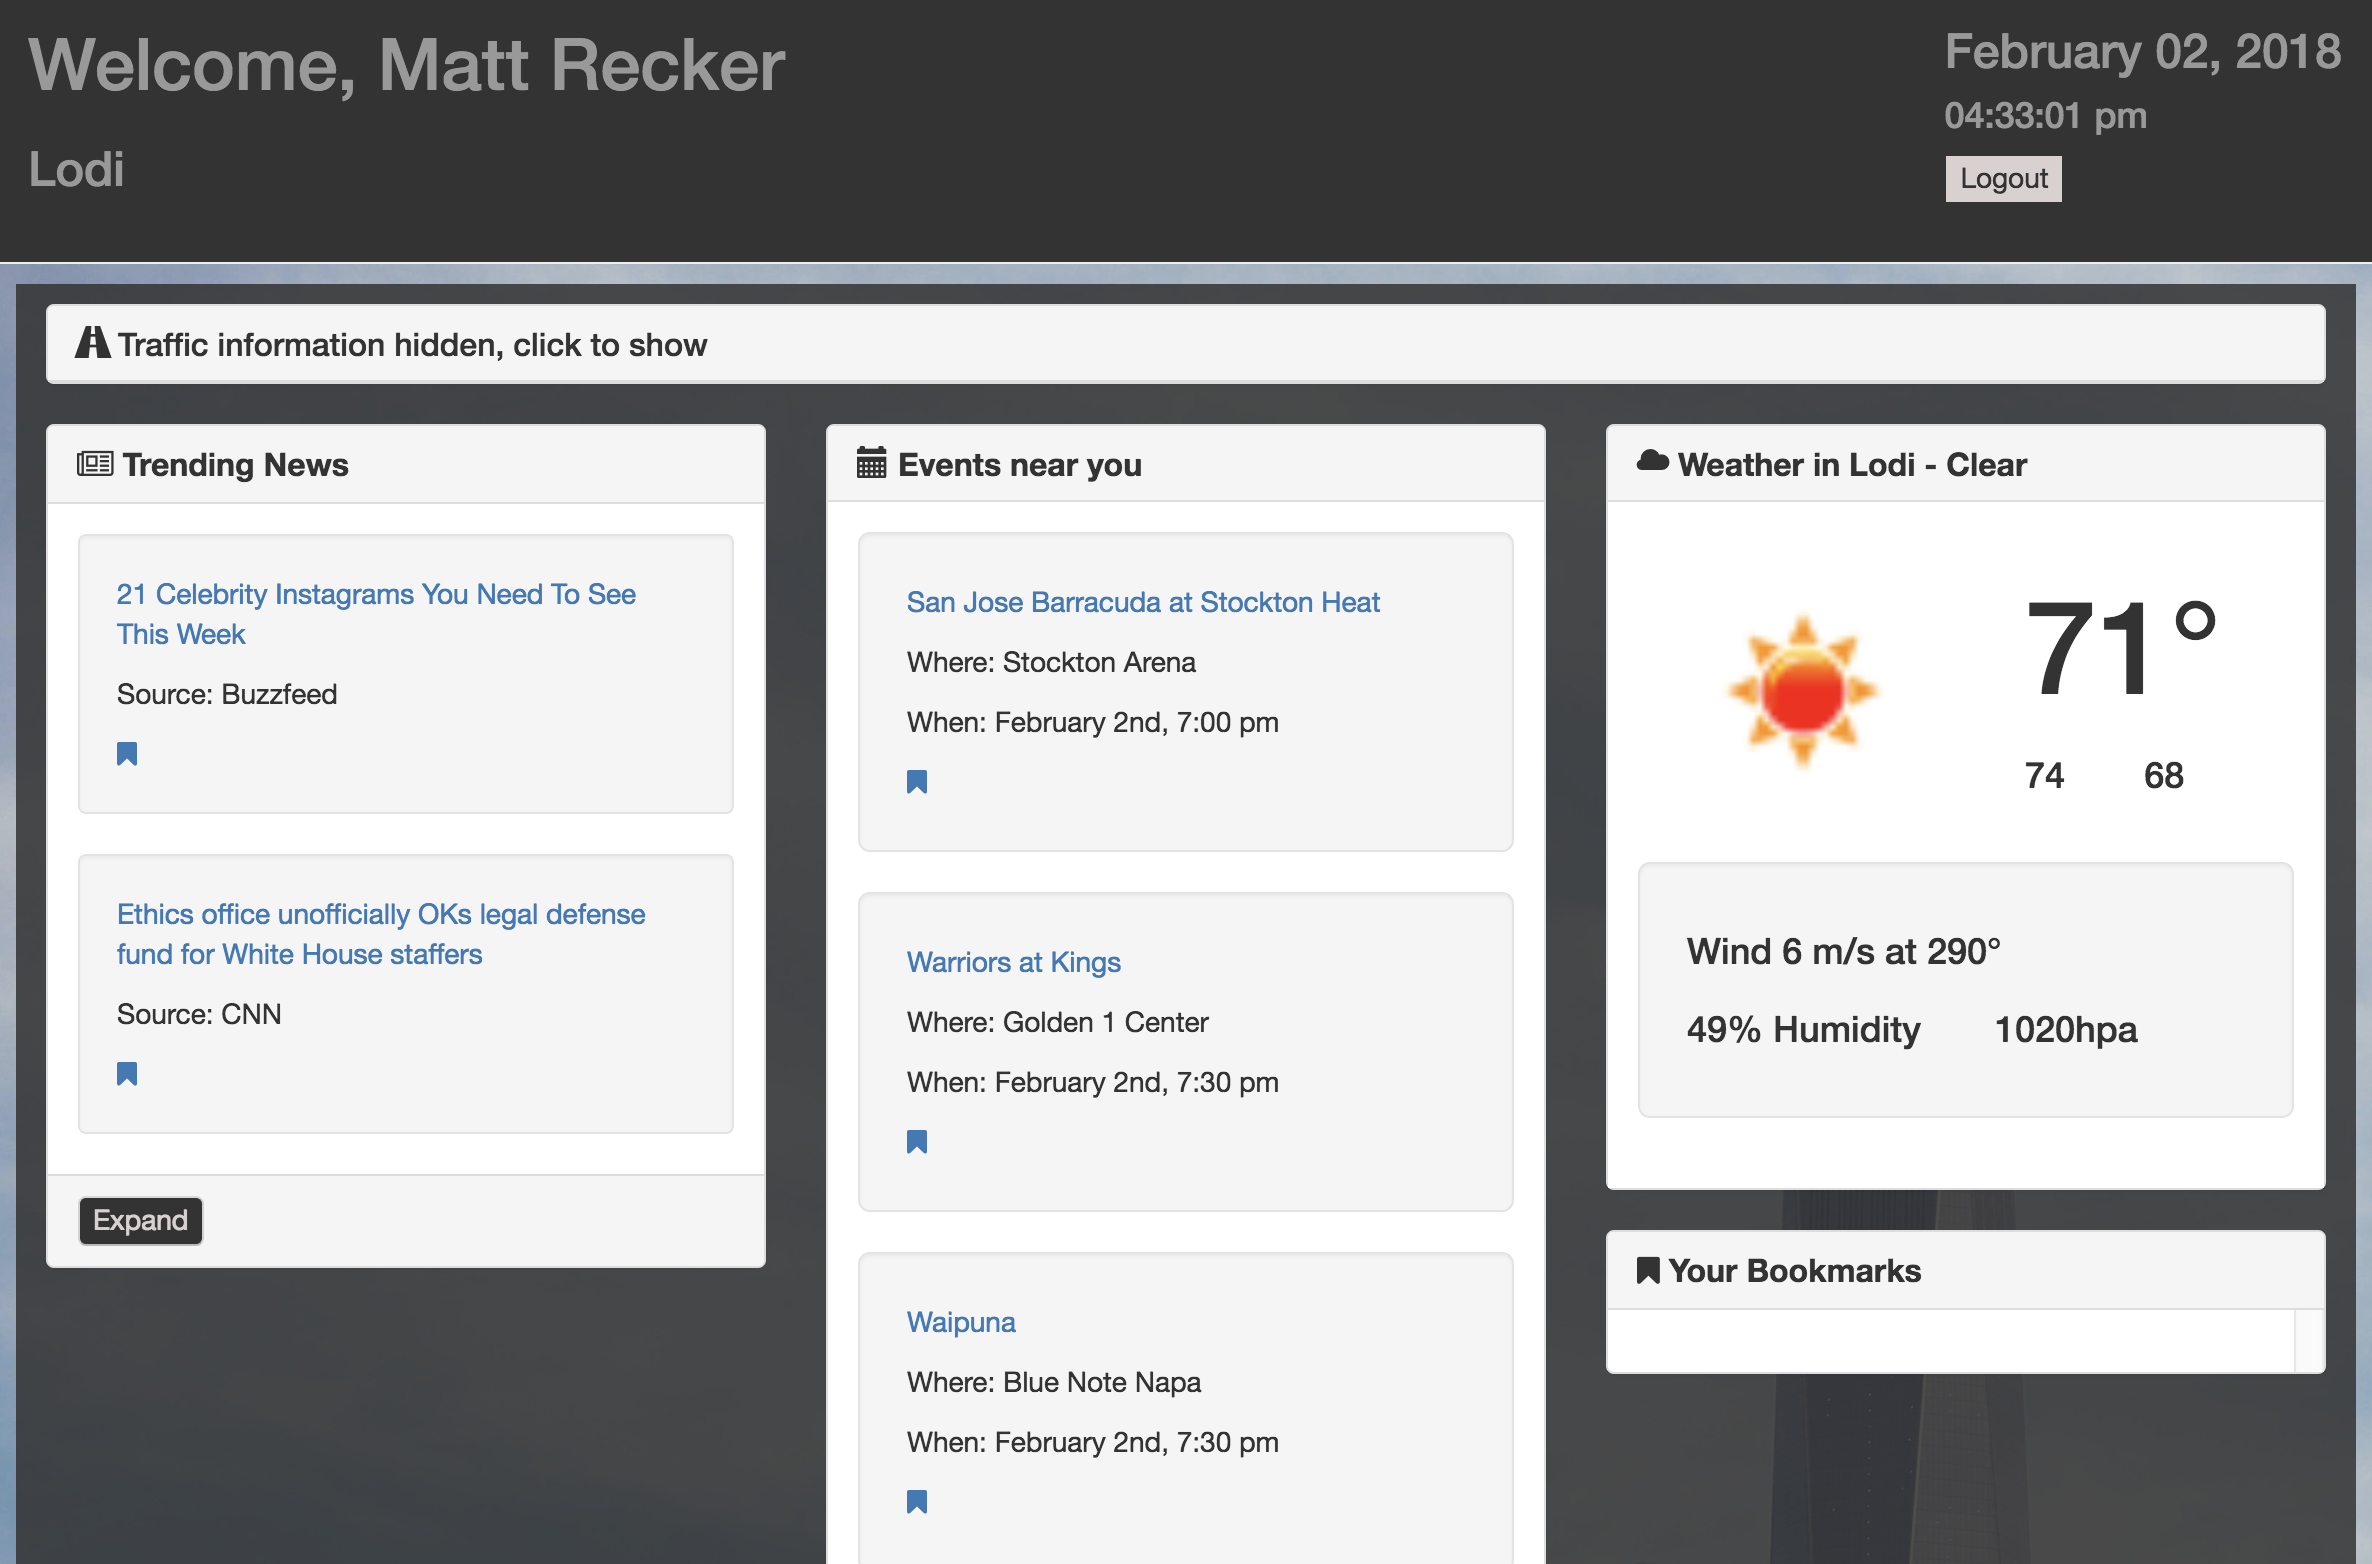 Welcome, Matt Recker
Lodi
February 02, 2018
04:33:01 pm
Logout
Traffic information hidden, click to show
Trending News
21 Celebrity Instagrams You Need To See
This Week
Source: Buzzfeed
Ethics office unofficially OKs legal defense
fund for White House staffers
Source: CNN
Expand
Events near you
San Jose Barracuda at Stockton Heat
Where: Stockton Arena
When: February 2nd, 7:00 pm
Warriors at Kings
Where: Golden 1 Center
When: February 2nd, 7:30 pm
Waipuna
Where: Blue Note Napa
When: February 2nd, 7:30 pm
Weather in Lodi - Clear
71°
74 68
Wind 6 m/s at 290°
49% Humidity 1020hpa
Your Bookmarks